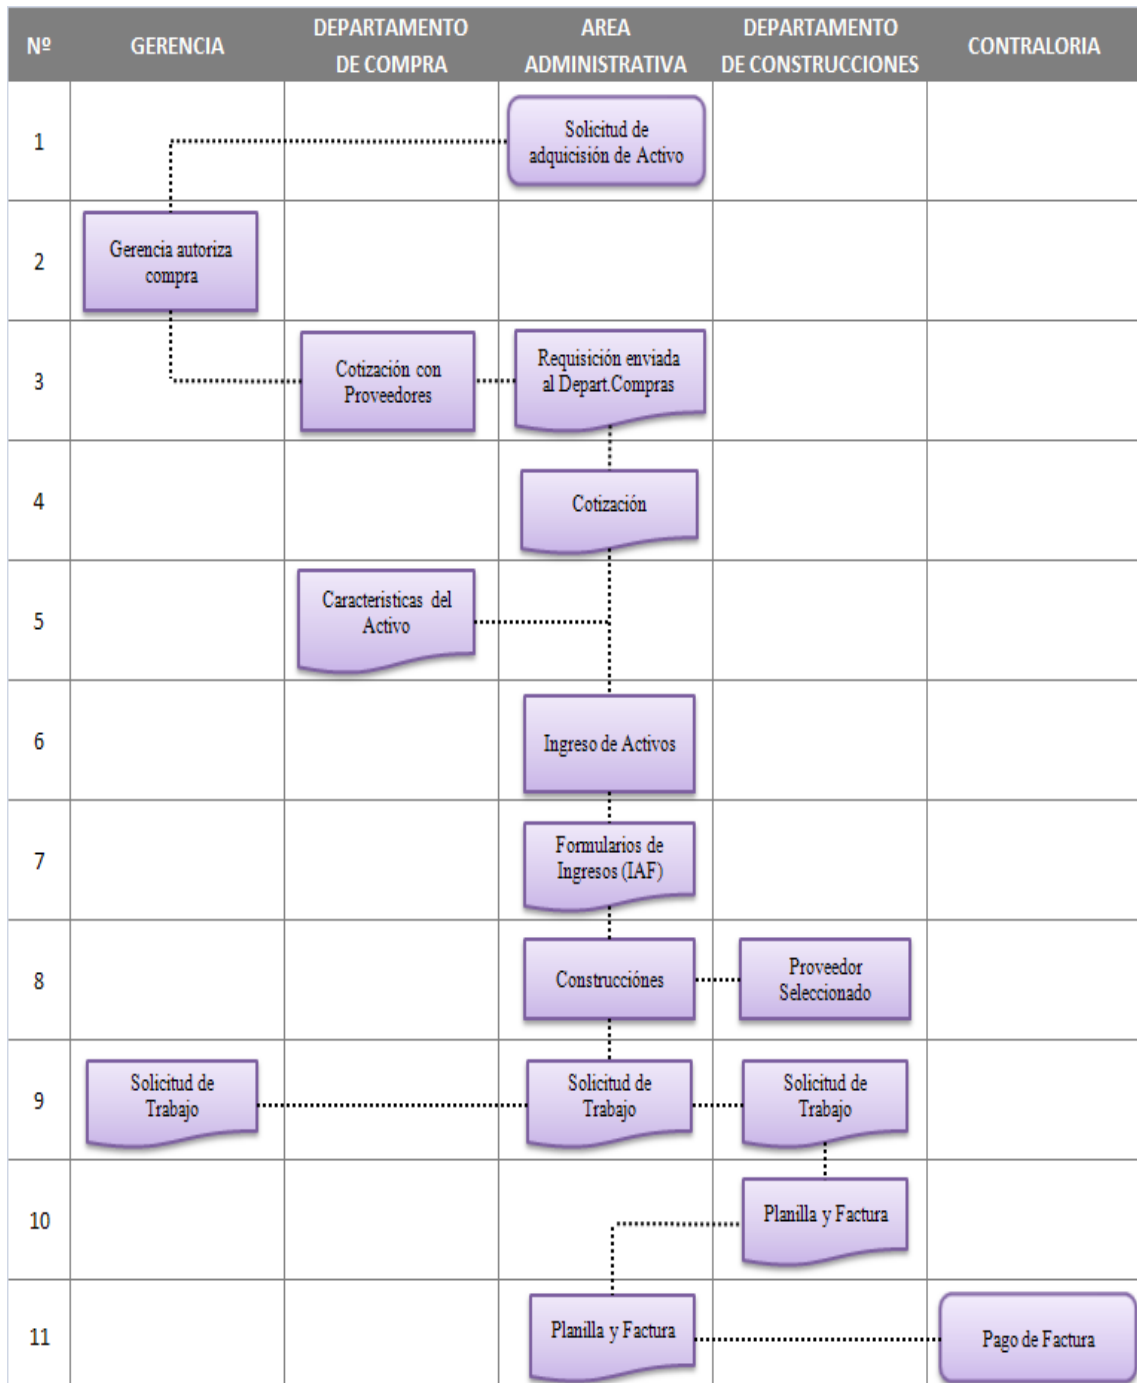 Nº
GERENCIA
DEPARTAMENTO
DE COMPRA
AREA
ADMINISTRATIVA
DEPARTAMENTO
DE CONSTRUCCIONES
CONTRALORIA
1
Solicitud de
adquicisión de Activo
2
Gerencia autoriza
compra
3
Cotización con
Proveedores
Requisición enviada
al Depart.Compras
4
Cotización
5
Caracteristicas del
Activo
6
Ingreso de Activos
7
Formularios de
Ingresos (IAF)
8
Construcciónes
Proveedor
Seleccionado
9
Solicitud de
Trabajo
Solicitud de
Trabajo
Solicitud de
Trabajo
10
Planilla y Factura
11
Planilla y Factura
Pago de Factura